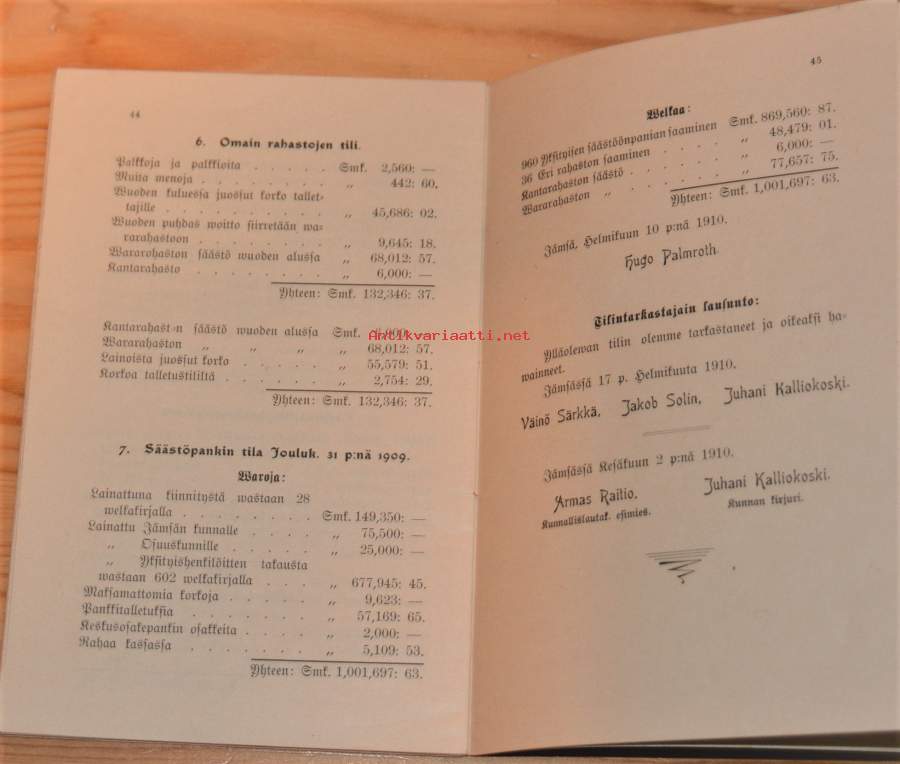 44
6. Omain rahastojen tili.
Palkkoja ja palkkioita . . . . . Smk. 2,560: —
Muita menoja . . . . . . . „ 442: 60.
Wuoden kuluessa juossut korko tallet-
tajille . . . . . . . . . „ 45,686: 02.
Wuoden puhdas woitto siirretään wa-
rarahastoon . . . . . . . „ 9,645: 18.
Wararohaston säästö wuoden alussa „ 68,012: 57.
Kantarahasto . . . . . . . „ 6,000: —
Yhteen: Smk. 132,346: 37.
Kantarahast-n säästö wuoden alussa Smk.
Wararahaston „ „ „ „ 68,012: 57.
Lainoista juossut korko . . . . . „ 55,579: 51.
Korkoa talletustililtä . . . . . . „ 2,754: 29.
Yhteen: Smk. 132,346: 37.
7. Säästöpankin tila Jouluk. 31 p:nä 1909.
Waroja:
Lainattuna kiinnitystä wastaan 28
welkakirjalla . . . . . . . . Smk. 149,350: —
Lainattu Jämsän kunnalle . . . . „ 75,500: —
„ Osuuskunnille . . . . . „ 25,000: —
„ Yksityishenkilöitten takausta
wastaan 602 welkakirjalla . . . „ 677,945: 45.
Maksamattomia korkoja . . . . . „ 9,623: —
Pankkitalletuksia . . . . . . . „ 57,169: 65.
Keskusosakepankin osakkeita . . . . „ 2,000: —
Rahaa kassassa . . . . . . . „ 5,109: 53.
Yhteen: Smk. 1,001,697: 63.
45
Welkaa:
960 Yksityisen säästöönpanian saaminen Smk. 869,560: 87.
36 Eri rahaston saaminen . . . . „ 48,479: 01.
Kantarahaston säästö . . . . . . „ 6,000: —
Wararahaston „ . . . . . . „ 77,657: 75.
Yhteen: Smk. 1,001,697: 63.
Jämsä, Helmikuun 10 p:nä 1910.
Hugo Palmroth.
Tilintarkastajain lausunto:
Ylläolewan tilin olemme tarkastaneet ja oikeaksi ha-
wainneet.
Jämsässä 17 p. Helmikuuta 1910.
Väinö Särkkä, Jakob Solin, Juhani Kalliokoski.
Jämsässä Kesäkuun 2 p:nä 1910.
Armas Railio. Juhani Kalliokoski.
Kunnallislautak. esimies. Kunnan kirjuri.
Antikvariaatti.net